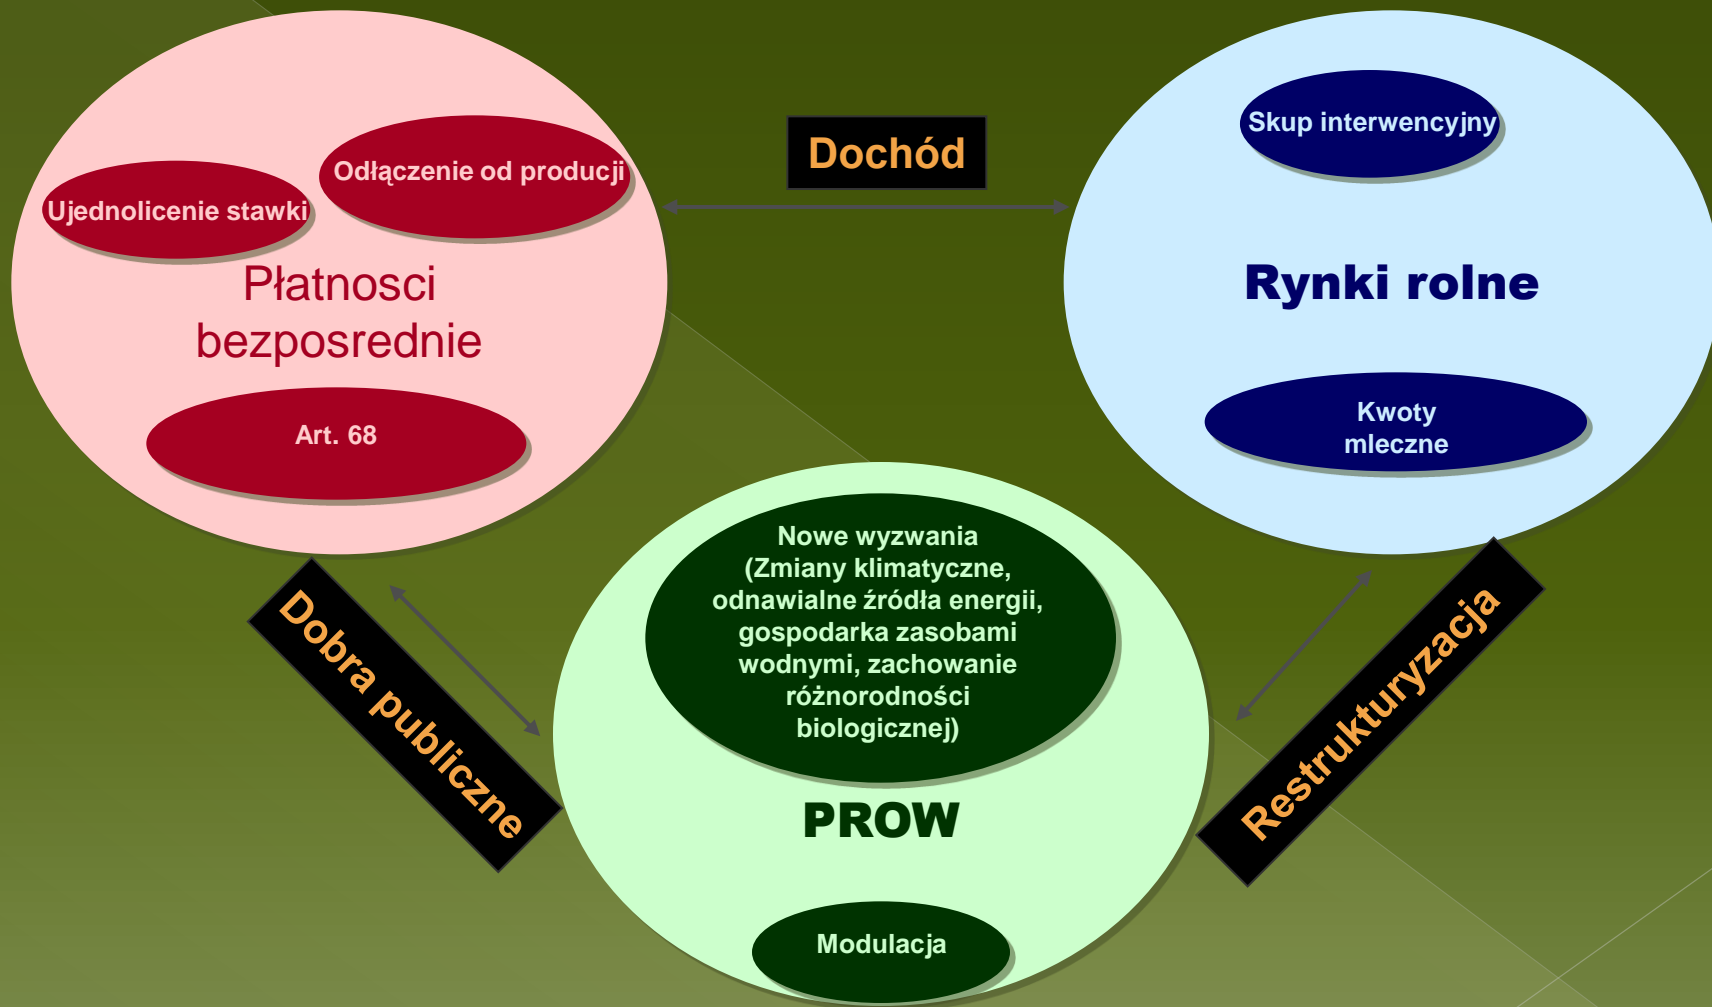 Odłączenie od producji
Ujednolicenie stawki
Płatnosci
bezposrednie
Art. 68
Dochód
Skup interwencyjny
Rynki rolne
Kwoty
mleczne
Dobra publiczne
Nowe wyzwania
(Zmiany klimatyczne,
odnawialne źródła energii,
gospodarka zasobami
wodnymi, zachowanie
różnorodności
biologicznej)
PROW
Modulacja
Restrukturyzacja